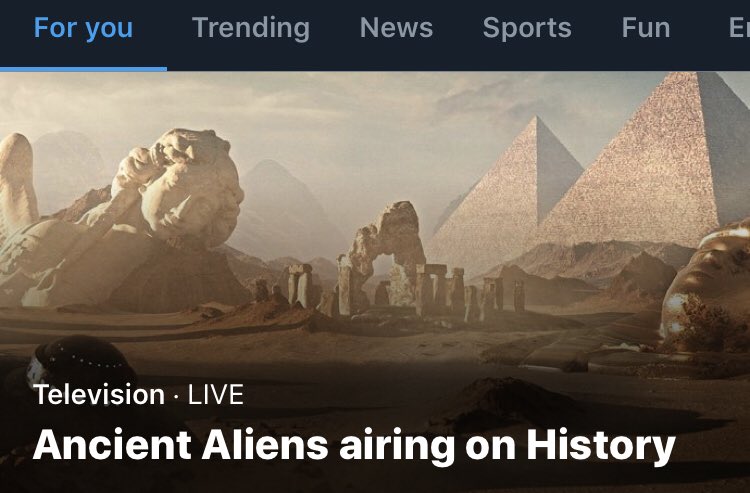 For you Trending News Sports Fun
Television · LIVE
Ancient Aliens airing on History